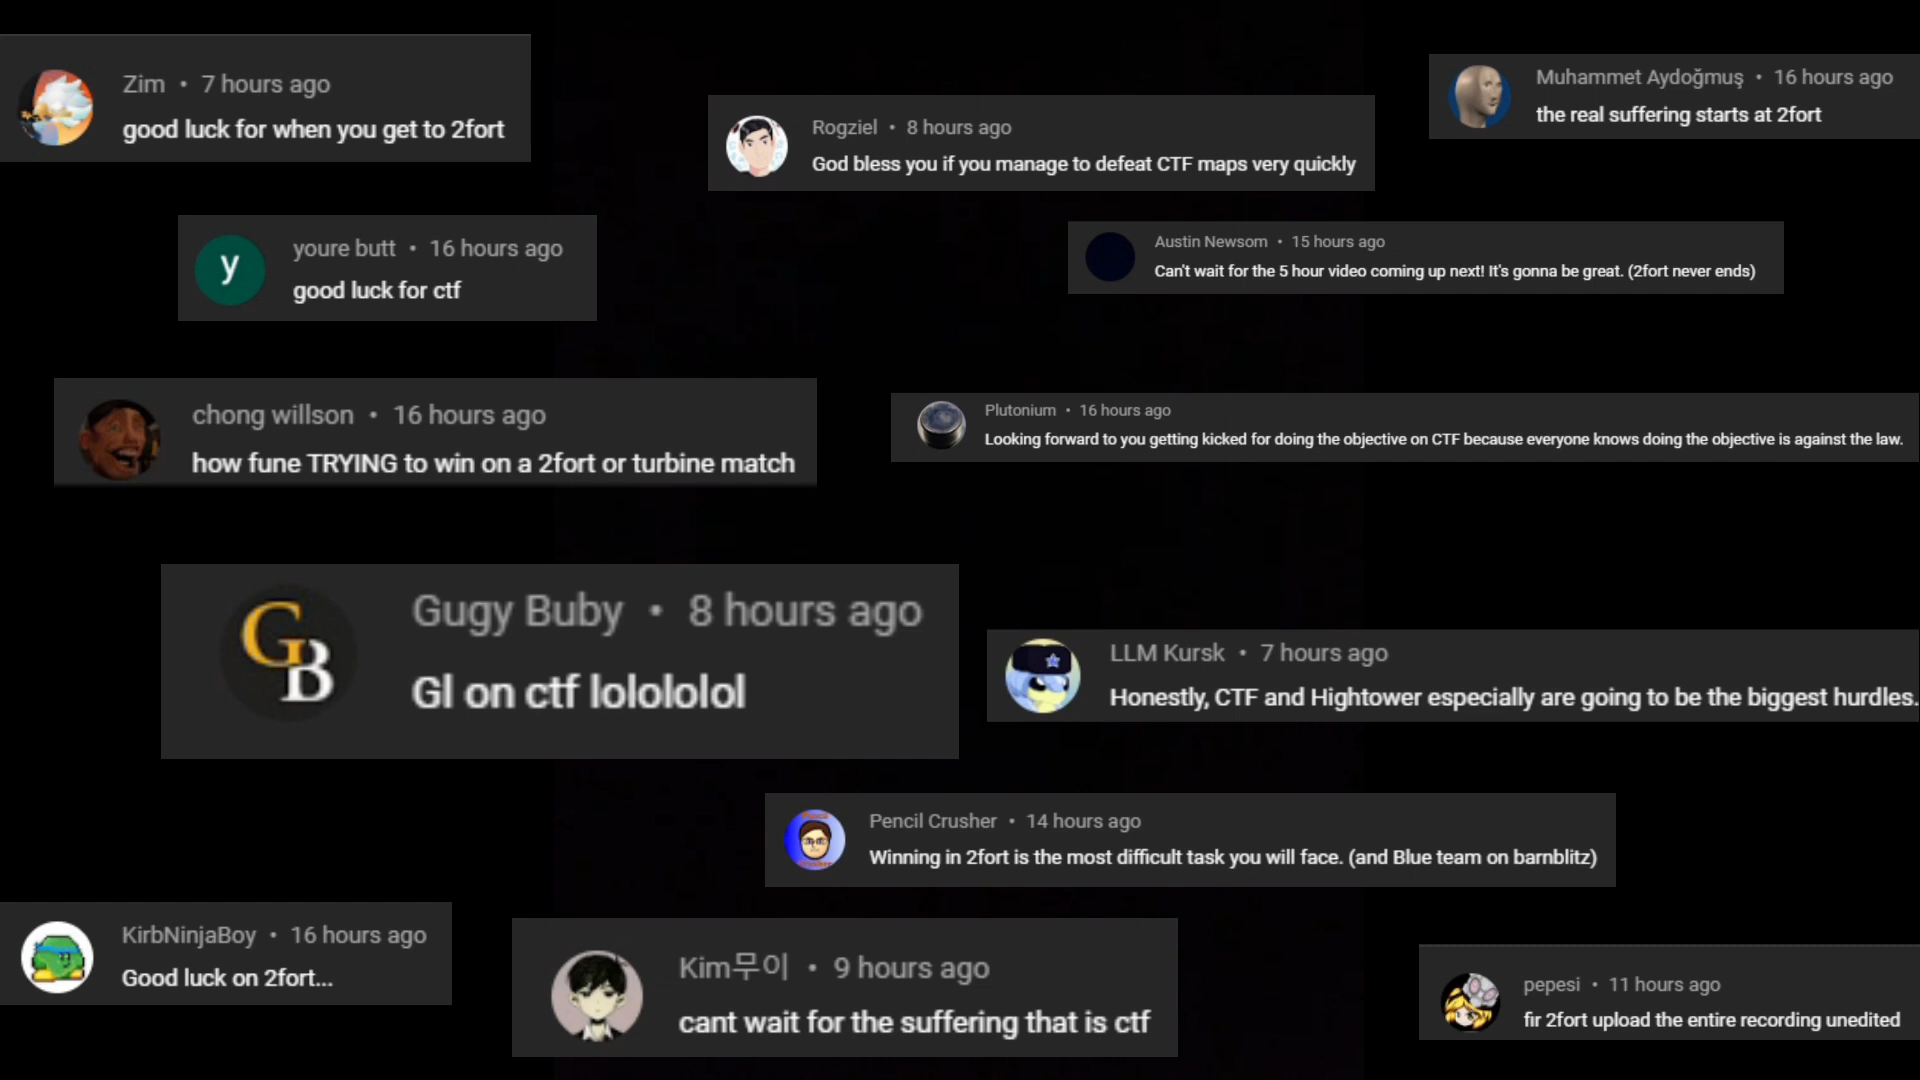 Zim • 7 hours ago
good luck for when you get to 2fort
Rogziel • 8 hours ago
God bless you if you manage to defeat CTF maps very quickly
Muhammet Aydoğmuş • 16 hours ago
the real suffering starts at 2fort
y
youre butt • 16 hours ago
good luck for ctf
Austin Newsom • 15 hours ago
Can't wait for the 5 hour video coming up next! It's gonna be great. (2fort never ends)
chong willson • 16 hours ago
how fune TRYING to win on a 2fort or turbine match
Plutonium • 16 hours ago
Looking forward to you getting kicked for doing the objective on CTF because everyone knows doing the objective is against the law.
GB
Gugy Buby • 8 hours ago
Gl on ctf lolololol
LLM Kursk • 7 hours ago
Honestly, CTF and Hightower especially are going to be the biggest hurdles.
Pencil Crusher • 14 hours ago
Winning in 2fort is the most difficult task you will face. (and Blue team on barnblitz)
KirbNinjaBoy • 16 hours ago
Good luck on 2fort...
Kim무이 • 9 hours ago
cant wait for the suffering that is ctf
pepesi • 11 hours ago
fir 2fort upload the entire recording unedited